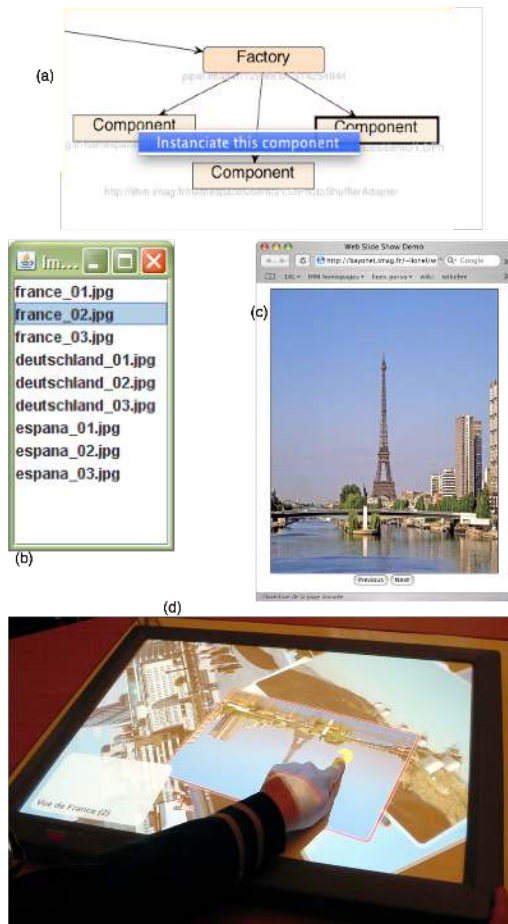 (a)
Factory
Component
Component
Instanciate this component
Component
(b)
Im...
france_01.jpg
france_02.jpg
france_03.jpg
deutschland_01.jpg
deutschland_02.jpg
deutschland_03.jpg
espana_01.jpg
espana_02.jpg
espana_03.jpg
(c)
Web Slide Show Demo
Google
Previous
Next
(d)
Vue de France (2)